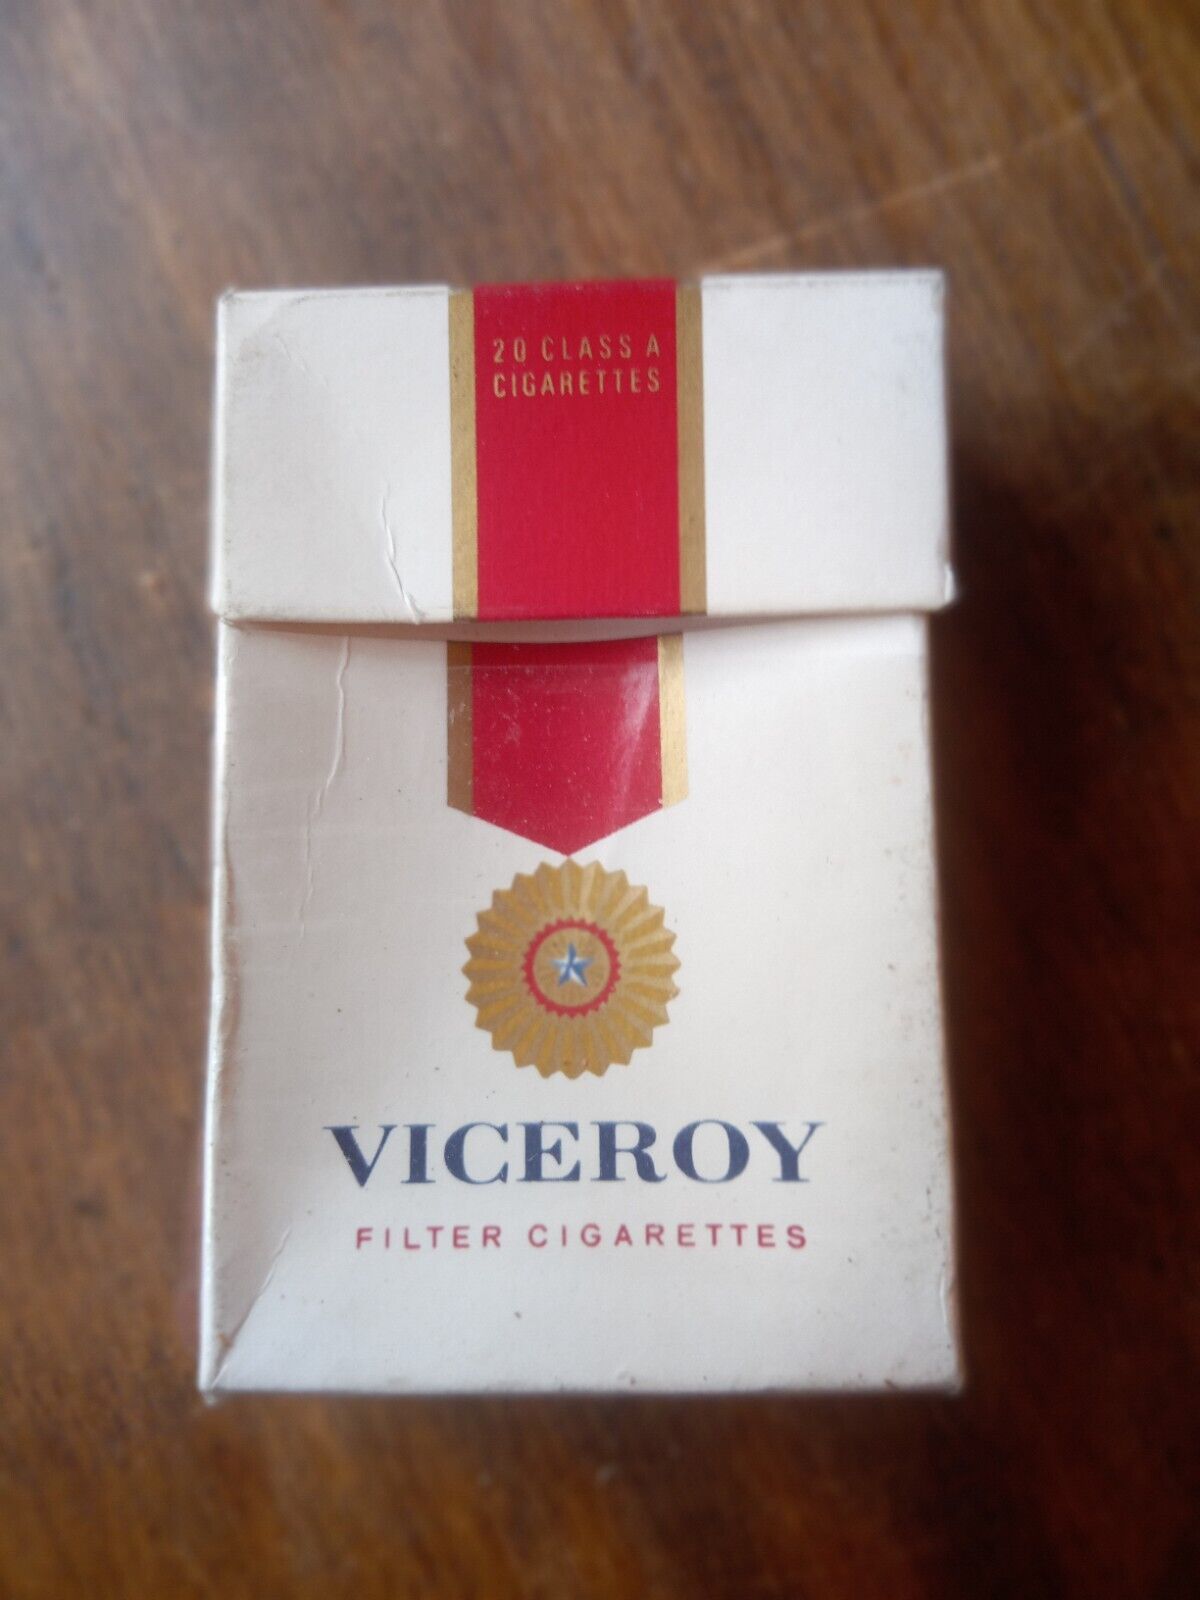 20 CLASS A
CIGARETTES
VICEROY
FILTER CIGARETTES